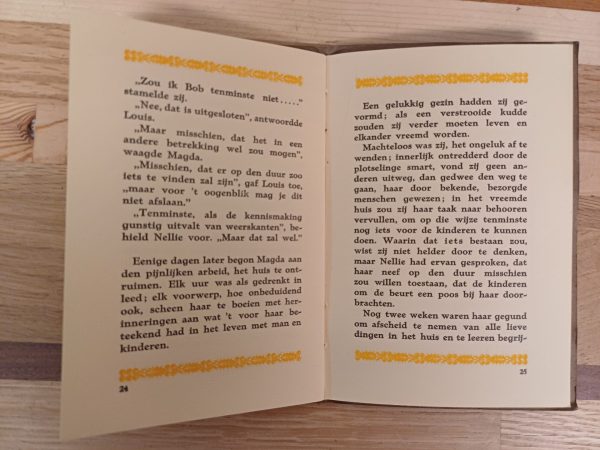 „Zou ik Bob tenminste niet....."
stamelde zij.
„Nee, dat is uitgesloten", antwoordde
Louis.
„Maar misschien, dat het in een
andere betrekking wel zou mogen",
waagde Magda.
„Misschien, dat er op den duur zoo
iets te vinden zal zijn", gaf Louis toe,
„maar voor 't oogenblik mag je dit
niet afslaan."
„Tenminste, als de kennismaking
gunstig uitvalt van weerskanten", be-
hield Nellie voor. „Maar dat zal wel."
Eenige dagen later begon Magda aan
den pijnlijken arbeid, het huis te ont-
ruimen. Elk uur was als gedrenkt in
leed; elk voorwerp, hoe onbeduidend
ook, scheen haar te boeien met her-
inneringen aan wat 't voor haar be-
teekend had in het leven met man en
kinderen.
24
Een gelukkig gezin hadden zij ge-
vormd; als een verstrooide kudde
zouden zij verder moeten leven en
elkander vreemd worden.
Machteloos was zij, het ongeluk af te
wenden; innerlijk ontredderd door de
plotselinge smart, vond zij geen an-
deren uitweg, dan gedwee den weg te
gaan, haar door bekende, bezorgde
menschen gewezen; in het vreemde
huis zou zij haar taak naar behooren
vervullen, om op die wijze tenminste
nog iets voor de kinderen te kunnen
doen. Waarin dat iets bestaan zou,
wist zij niet helder door te denken,
maar Nellie had ervan gesproken, dat
haar neef op den duur misschien
zou willen toestaan, dat de kinderen
om de beurt een poos bij haar door-
brachten.
Nog twee weken waren haar gegund
om afscheid te nemen van alle lieve
dingen in het huis en te leeren begrij-
25